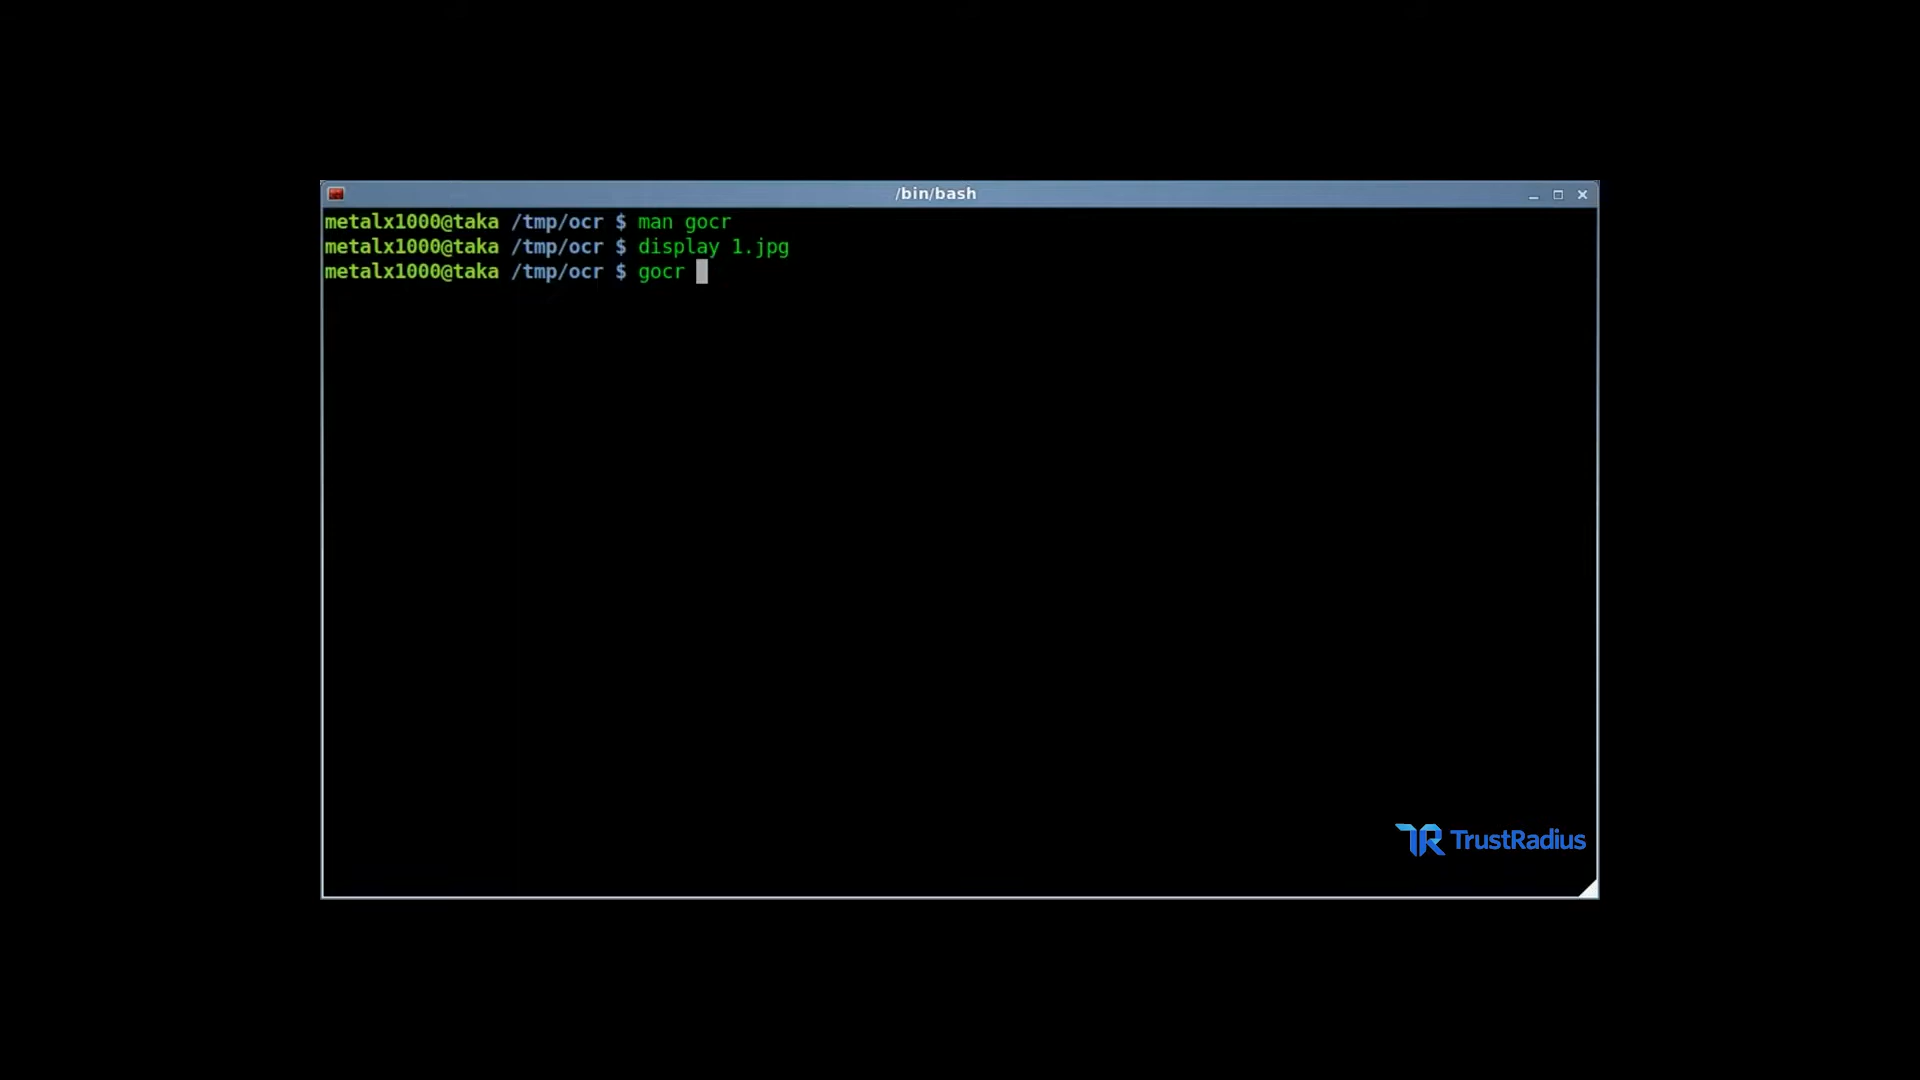 /bin/bash
metalx1000@taka /tmp/ocr $ man gocr
metalx1000@taka /tmp/ocr $ display 1.jpg
metalx1000@taka /tmp/ocr $ gocr
TR TrustRadius